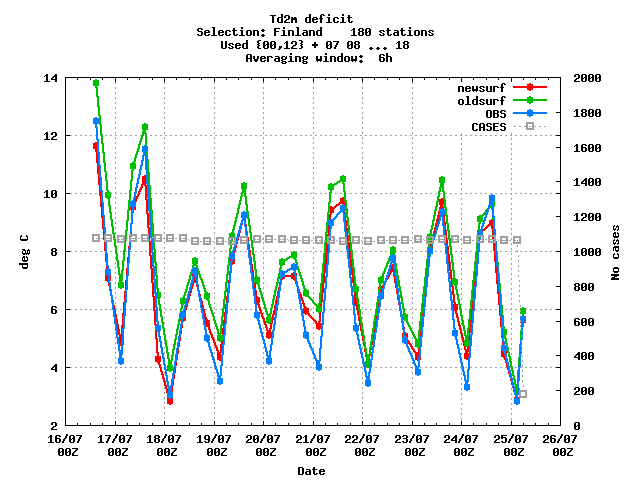 Td2m deficit
Selection: Finland 180 stations
Used {00,12} + 07 08 ... 18
Averaging window: 6h
14 2000
newsurf
oldsurf
OBS
CASES
1800
12
1600
1400
10
1200
deg C
8 1000
No cases
800
6
600
400
4
200
2 0
16/07 17/07 18/07 19/07 20/07 21/07 22/07 23/07 24/07 25/07 26/07
00Z 00Z 00Z 00Z 00Z 00Z 00Z 00Z 00Z 00Z 00Z
Date